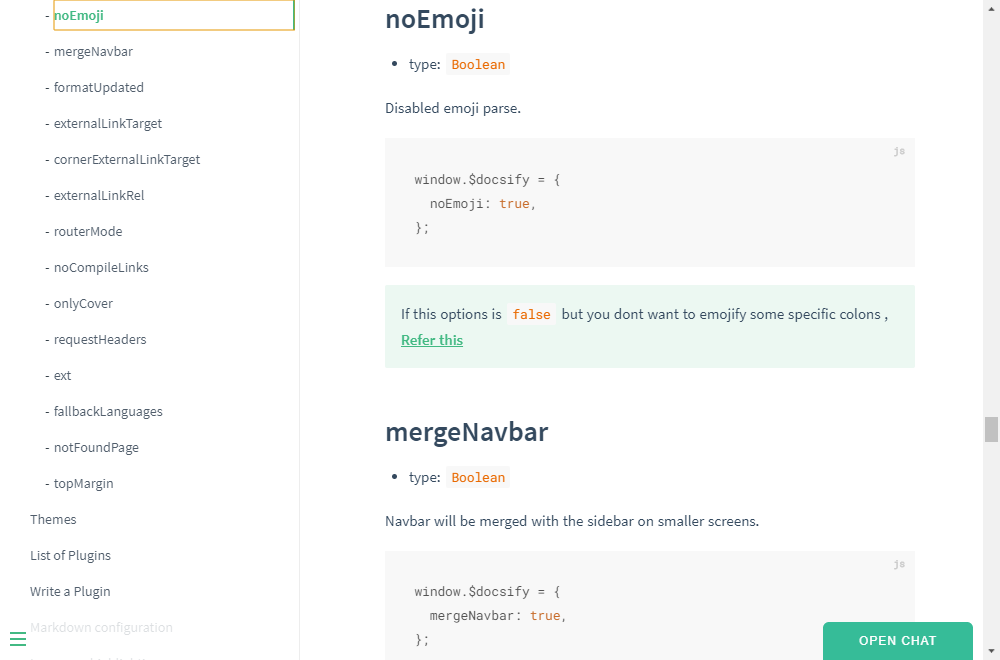 - noEmoji
- mergeNavbar
- formatUpdated
- externalLinkTarget
- cornerExternalLinkTarget
- externalLinkRel
- routerMode
- noCompileLinks
- onlyCover
- requestHeaders
- ext
- fallbackLanguages
- notFoundPage
- topMargin
Themes
List of Plugins
Write a Plugin
Markdown configuration
noEmoji
type: Boolean
Disabled emoji parse.
js
window.$docsify = {
noEmoji: true,
};
If this options is false but you dont want to emojify some specific colons ,
Refer this
mergeNavbar
type: Boolean
Navbar will be merged with the sidebar on smaller screens.
js
window.$docsify = {
mergeNavbar: true,
};
OPEN CHAT